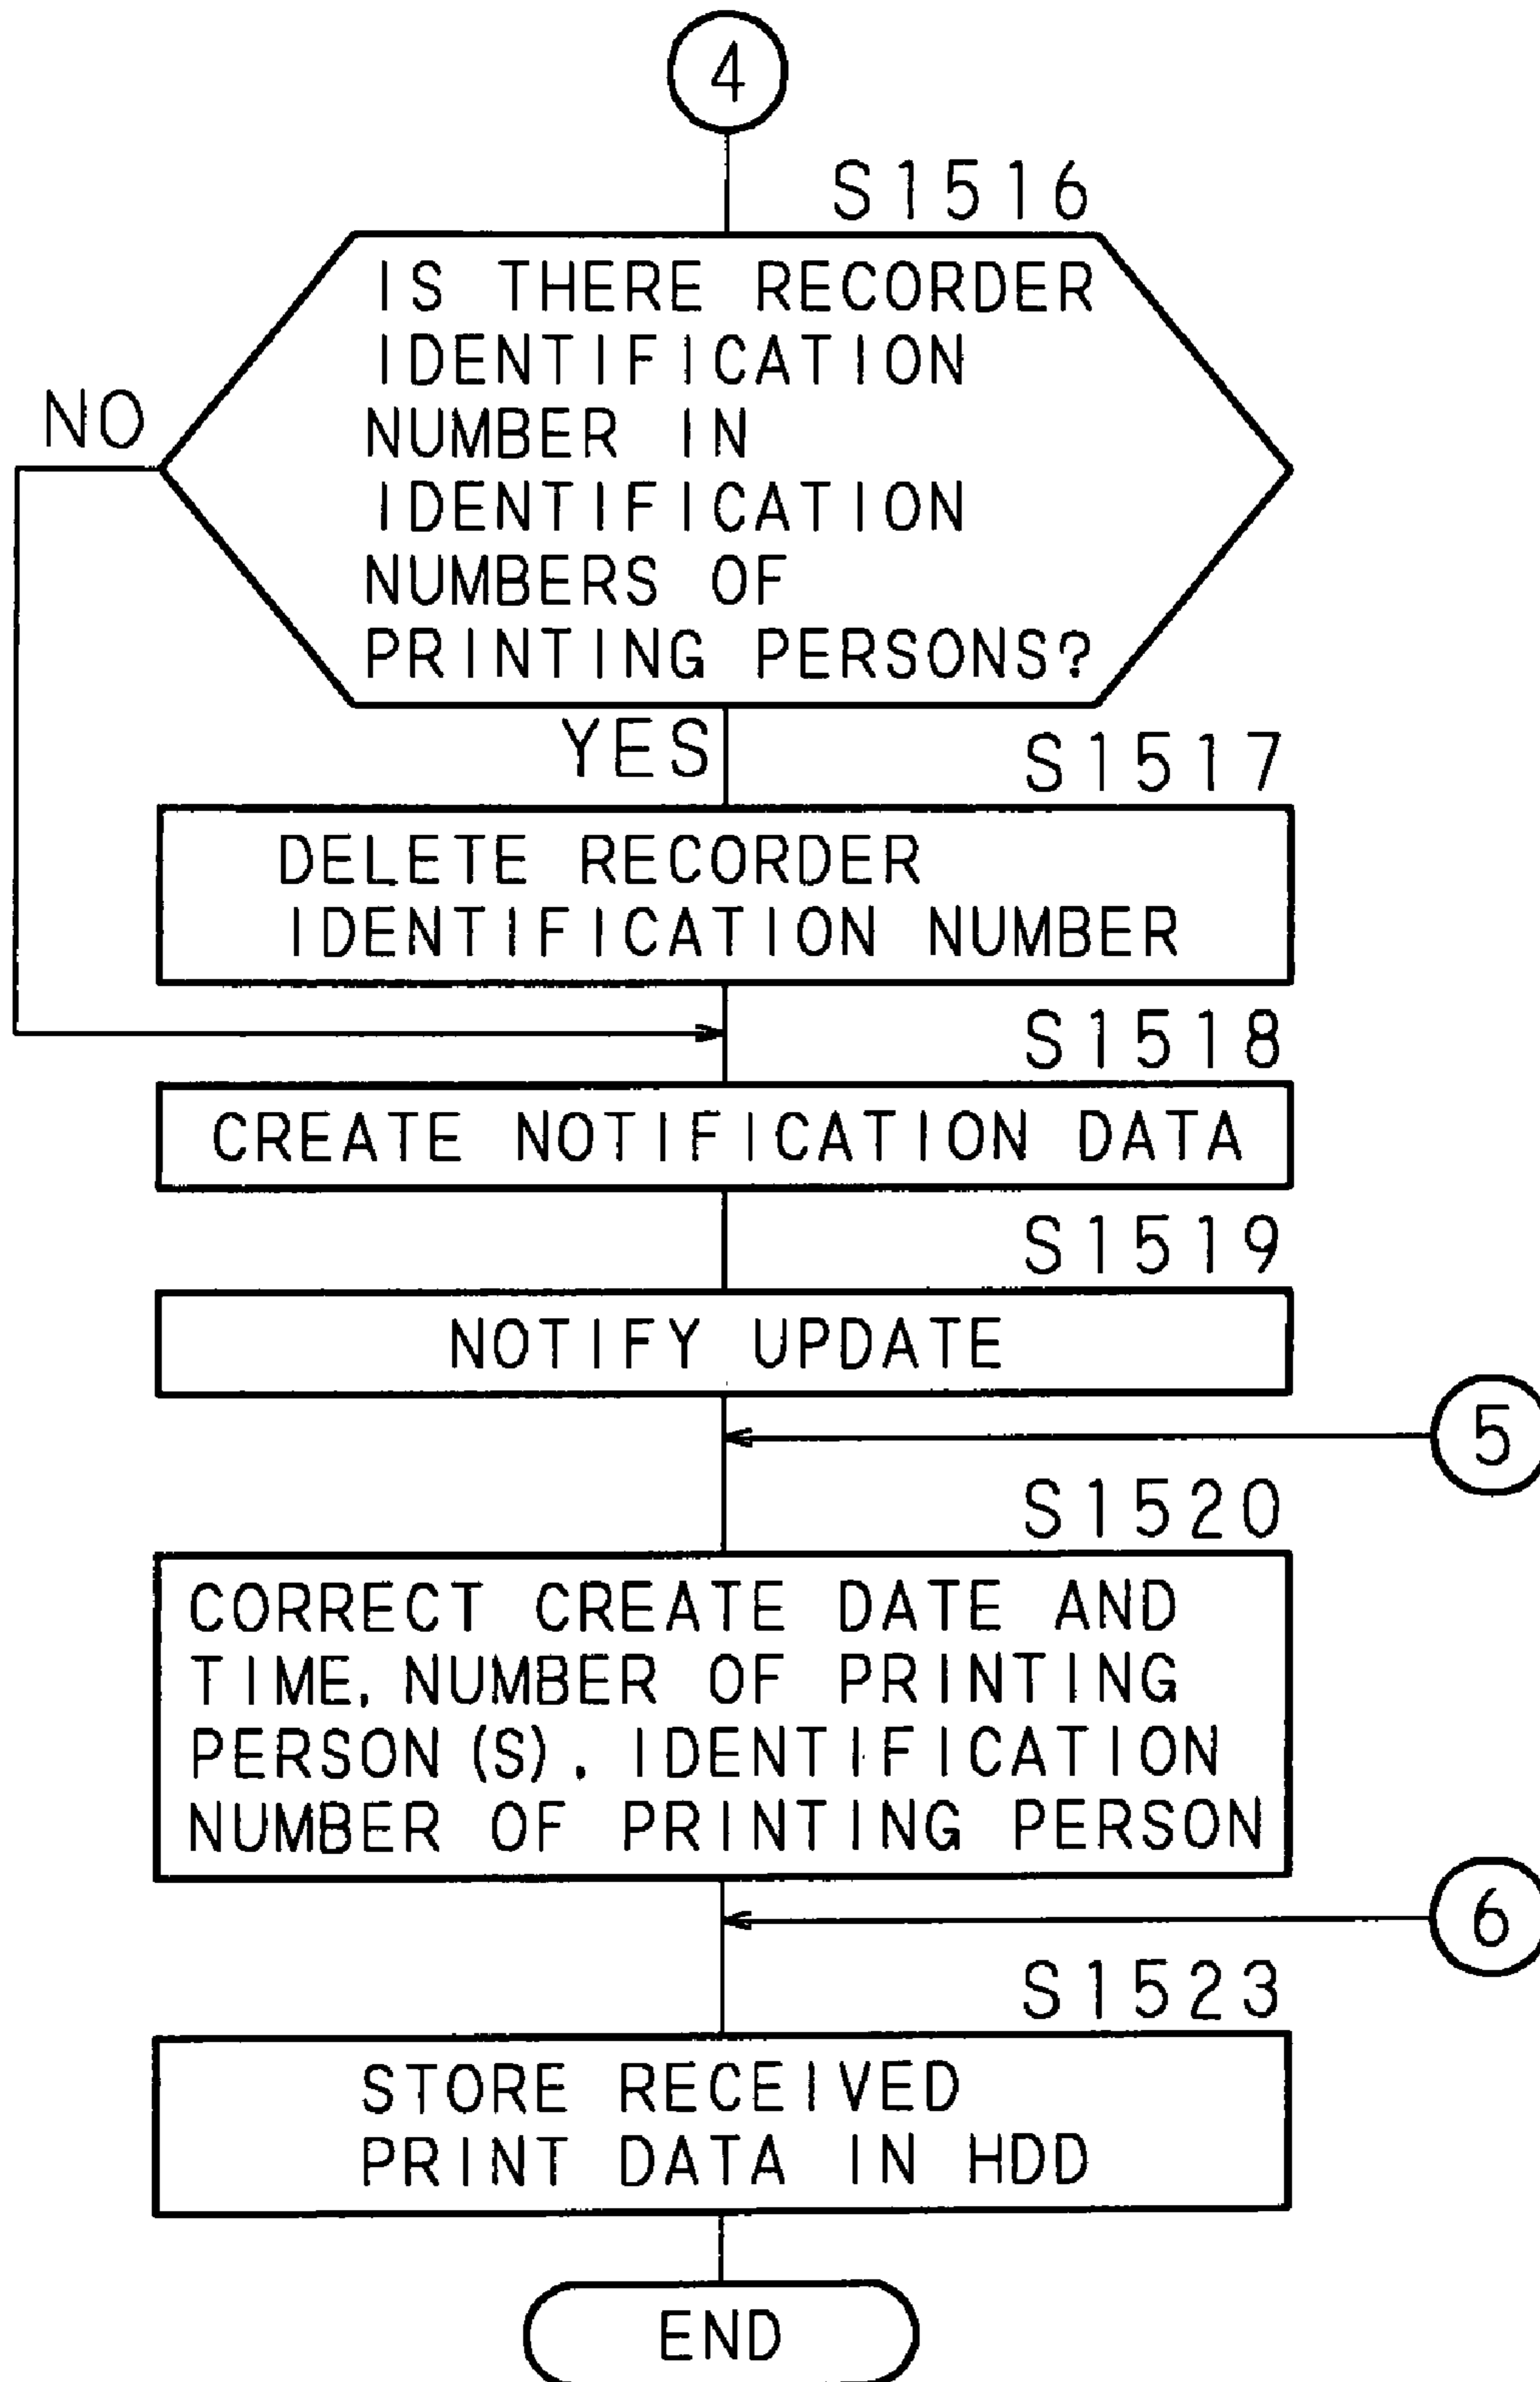 4
S1516
IS THERE RECORDER
IDENTIFICATION
NUMBER IN
IDENTIFICATION
NUMBERS OF
PRINTING PERSONS?
NO
YES
S1517
DELETE RECORDER
IDENTIFICATION NUMBER
S1518
CREATE NOTIFICATION DATA
S1519
NOTIFY UPDATE
5
S1520
CORRECT CREATE DATE AND
TIME, NUMBER OF PRINTING
PERSON(S), IDENTIFICATION
NUMBER OF PRINTING PERSON
6
S1523
STORE RECEIVED
PRINT DATA IN HDD
END